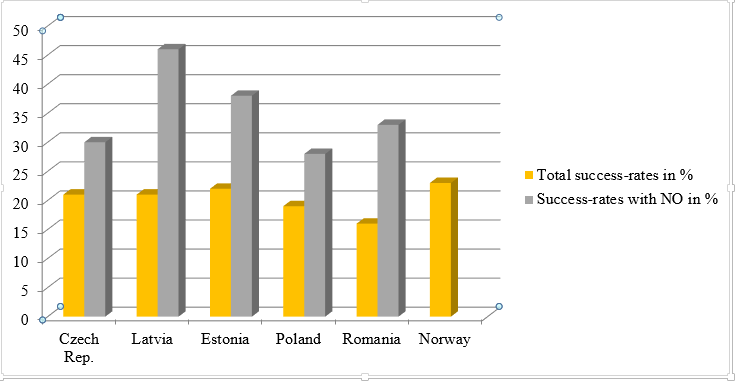 50
45
40
35
30
25
20
15
10
5
0
Czech Rep.
Latvia
Estonia
Poland
Romania
Norway
Total success-rates in %
Success-rates with NO in %